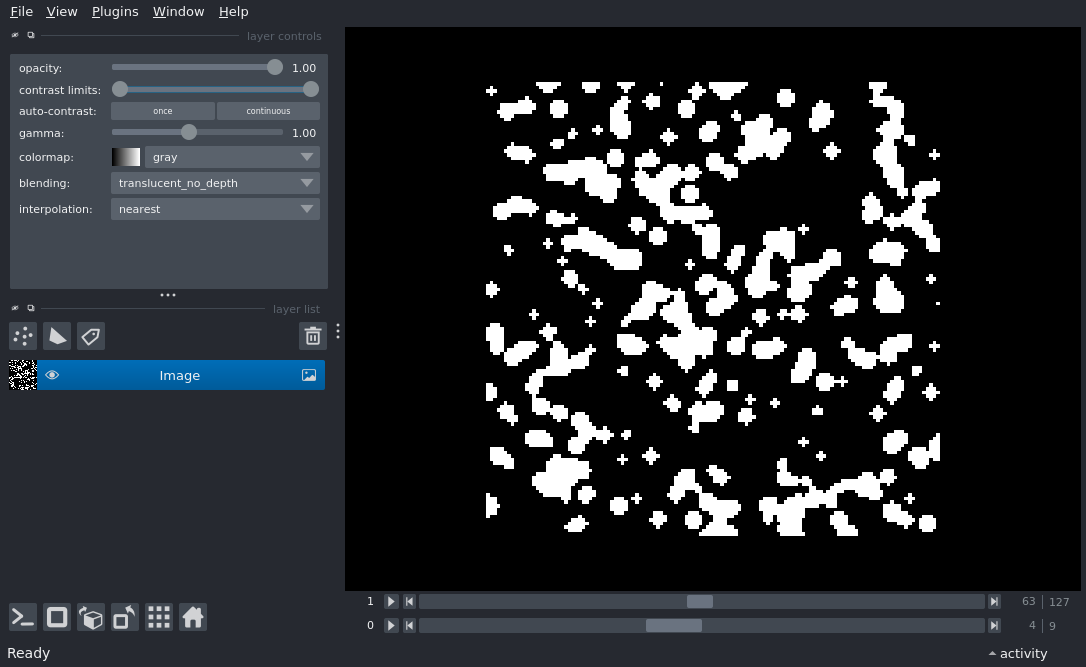 File View Plugins Window Help
layer controls
opacity: 1.00
contrast limits:
auto-contrast: once continuous
gamma: 1.00
colormap: gray
blending: translucent_no_depth
interpolation: nearest
layer list
Image
1 63 127
0 4 9
Ready activity